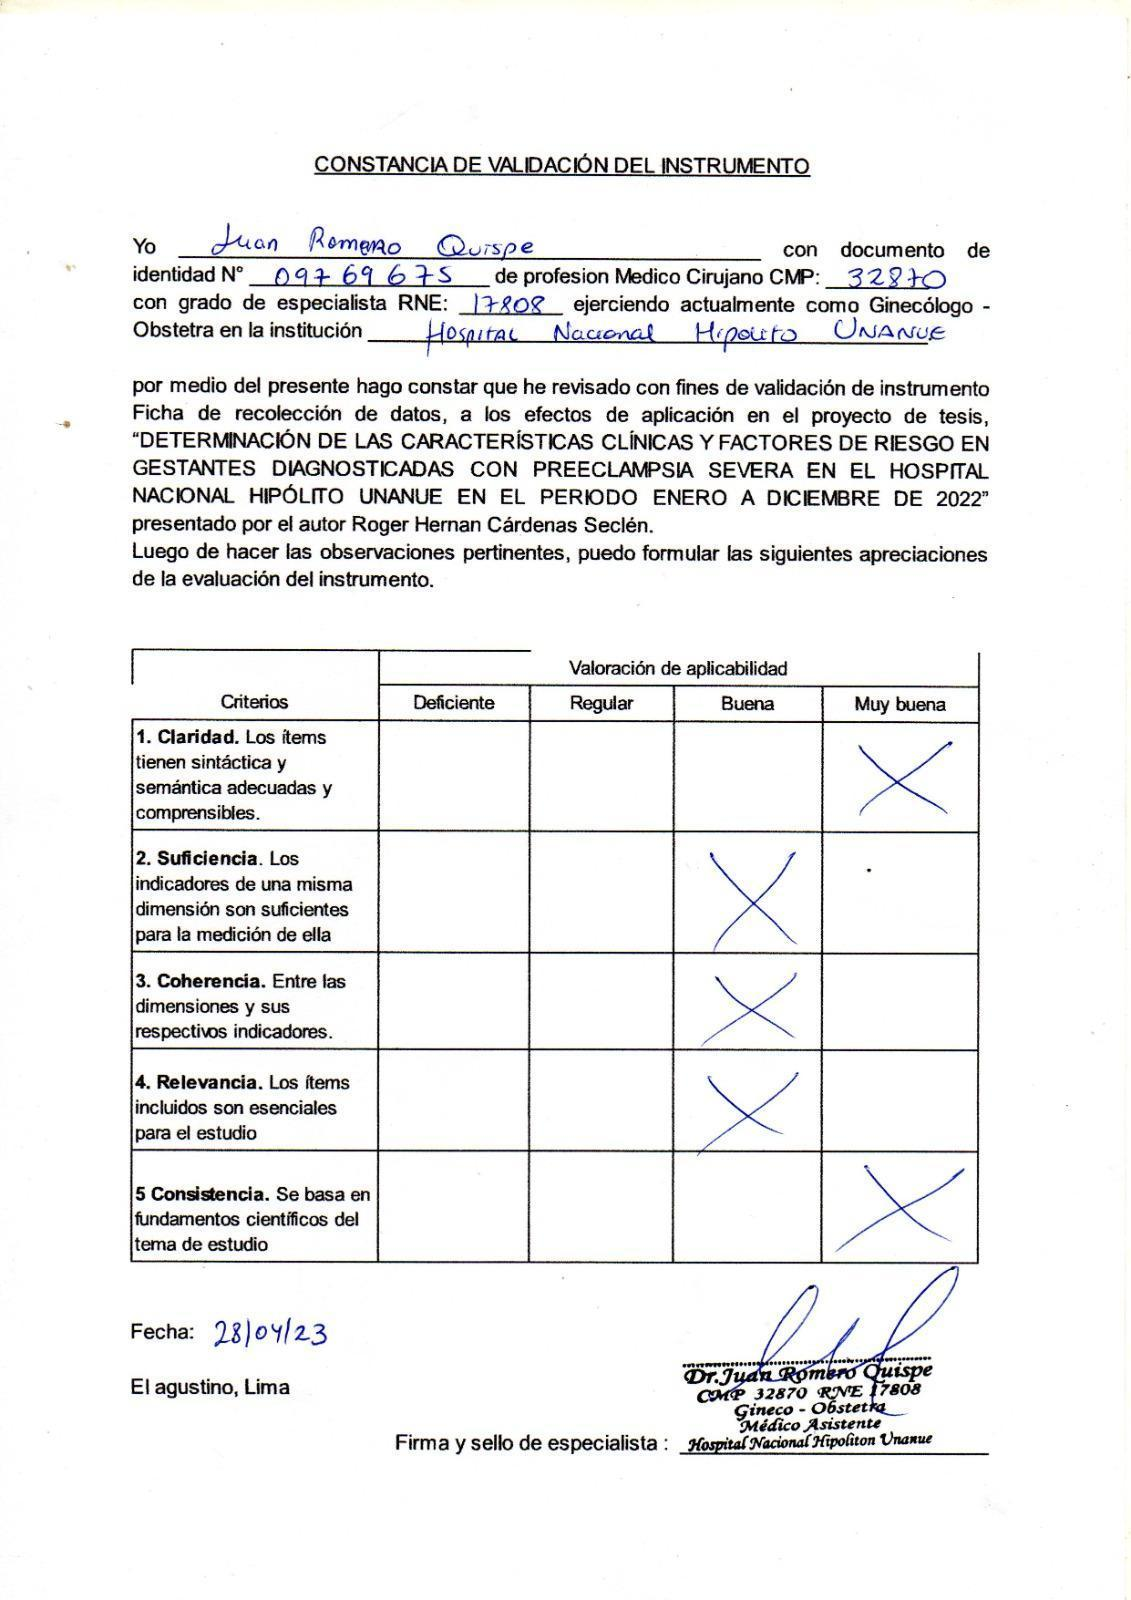 CONSTANCIA DE VALIDACIÓN DEL INSTRUMENTO
Yo Juan Romero Quispe con documento de
identidad N° 09769675 de profesion Medico Cirujano CMP: 32870
con grado de especialista RNE: 17808 ejerciendo actualmente como Ginecólogo -
Obstetra en la institución Hospital Nacional Hipolito UNANUE
por medio del presente hago constar que he revisado con fines de validación de instrumento
Ficha de recolección de datos, a los efectos de aplicación en el proyecto de tesis,
“DETERMINACIÓN DE LAS CARACTERÍSTICAS CLÍNICAS Y FACTORES DE RIESGO EN
GESTANTES DIAGNOSTICADAS CON PREECLAMPSIA SEVERA EN EL HOSPITAL
NACIONAL HIPÓLITO UNANUE EN EL PERIODO ENERO A DICIEMBRE DE 2022”
presentado por el autor Roger Hernan Cárdenas Seclén.
Luego de hacer las observaciones pertinentes, puedo formular las siguientes apreciaciones
de la evaluación del instrumento.
Valoración de aplicabilidad
Criterios Deficiente Regular Buena Muy buena
1. Claridad. Los ítems
tienen sintáctica y
semántica adecuadas y
comprensibles.
2. Suficiencia. Los
indicadores de una misma
dimensión son suficientes
para la medición de ella
3. Coherencia. Entre las
dimensiones y sus
respectivos indicadores.
4. Relevancia. Los ítems
incluidos son esenciales
para el estudio
5 Consistencia. Se basa en
fundamentos científicos del
tema de estudio
Fecha: 28/04/23
El agustino, Lima
Dr. Juan Romero Quispe
CMP 32870 RNE 17808
Gineco - Obstetra
Médico Asistente
Hospital Nacional Hipoliton Unanue
Firma y sello de especialista :